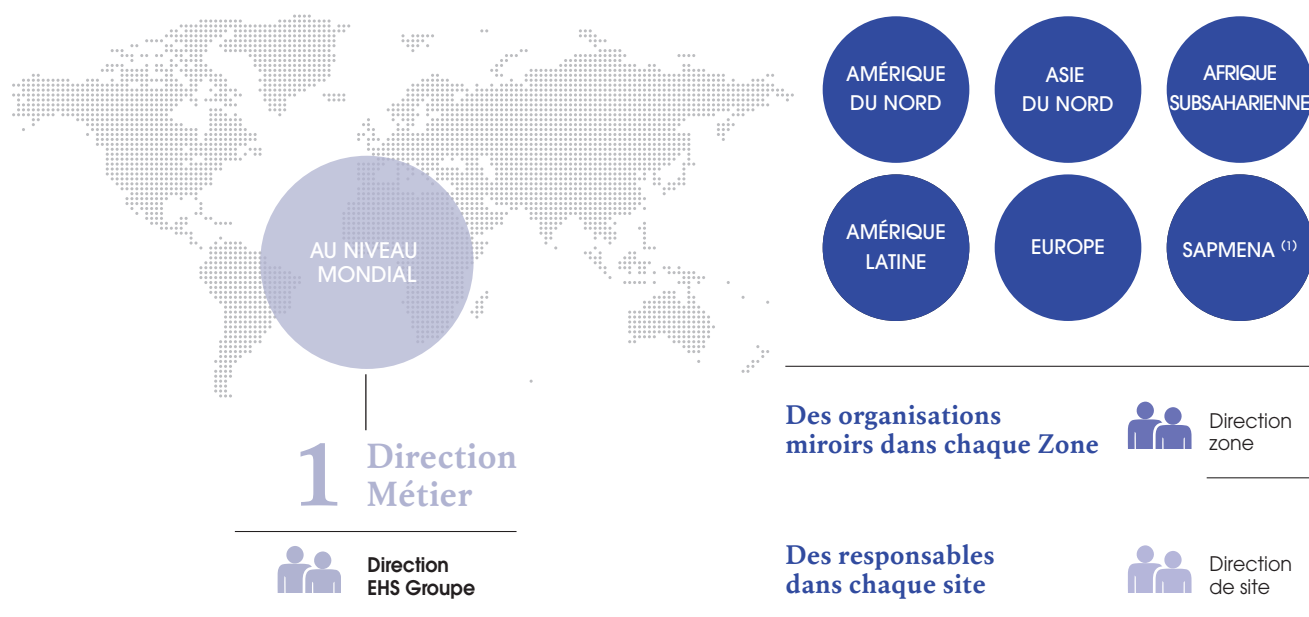 AU NIVEAU
MONDIAL
1 Direction
Métier
Direction
EHS Groupe
AMÉRIQUE
DU NORD
ASIE
DU NORD
AFRIQUE
SUBSAHARIENNE
AMÉRIQUE
LATINE
EUROPE
SAPMENA (1)
Des organisations
miroirs dans chaque Zone
Direction
zone
Des responsables
dans chaque site
Direction
de site